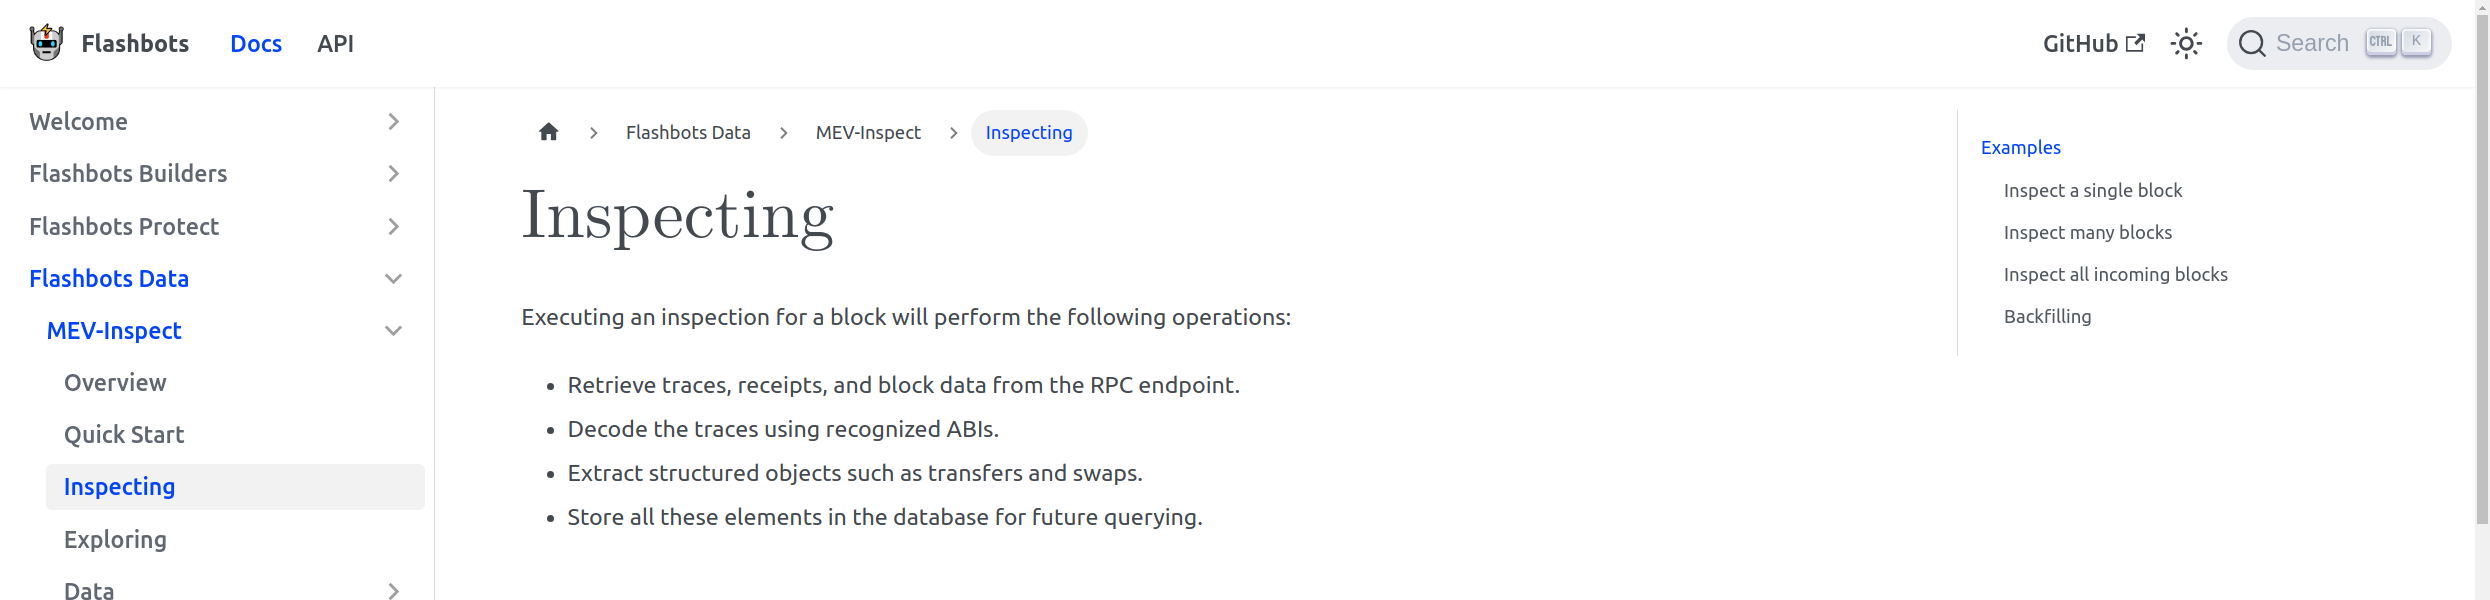 Flashbots Docs API GitHub Search CTRL K
Welcome
Flashbots Builders
Flashbots Protect
Flashbots Data
MEV-Inspect
Overview
Quick Start
Inspecting
Exploring
Data
Flashbots Data MEV-Inspect Inspecting
Inspecting
Executing an inspection for a block will perform the following operations:
• Retrieve traces, receipts, and block data from the RPC endpoint.
• Decode the traces using recognized ABIs.
• Extract structured objects such as transfers and swaps.
• Store all these elements in the database for future querying.
Examples
Inspect a single block
Inspect many blocks
Inspect all incoming blocks
Backfilling